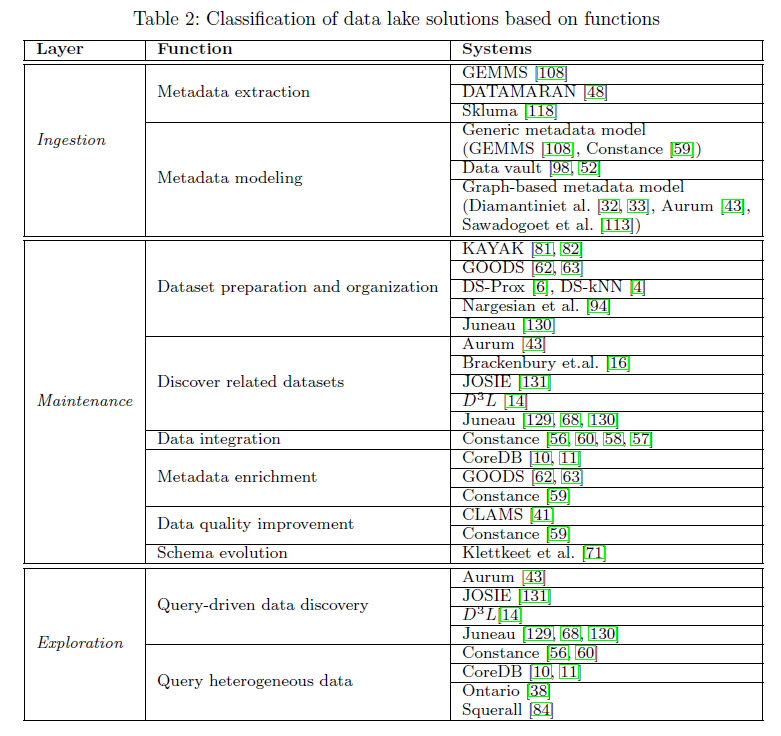 Table 2: Classification of data lake solutions based on functions
Layer Function Systems
Ingestion
Metadata extraction
GEMMS [108]
DATAMARAN [48]
Skluma [118]
Metadata modeling
Generic metadata model
(GEMMS [108], Constance [59])
Data vault [98, 52]
Graph-based metadata model
(Diamantiniet al. [32, 33], Aurum [43],
Sawadogoet et al. [113])
Maintenance
Dataset preparation and organization
KAYAK [81, 82]
GOODS [62, 63]
DS-Prox [6], DS-kNN [4]
Nargesian et al. [94]
Juneau [130]
Discover related datasets
Aurum [43]
Brackenbury et.al. [16]
JOSIE [131]
D³L [14]
Juneau [129, 68, 130]
Data integration
Constance [56, 60, 58, 57]
Metadata enrichment
CoreDB [10, 11]
GOODS [62, 63]
Constance [59]
Data quality improvement
CLAMS [41]
Constance [59]
Schema evolution
Klettkeet et al. [71]
Exploration
Query-driven data discovery
Aurum [43]
JOSIE [131]
D³L[14]
Juneau [129, 68, 130]
Query heterogeneous data
Constance [56, 60]
CoreDB [10, 11]
Ontario [38]
Squerall [84]